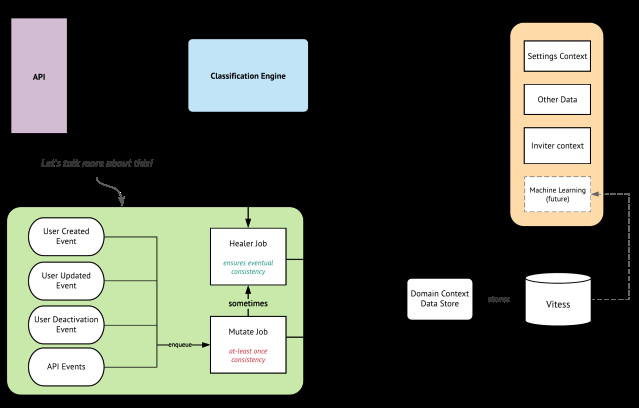 API
Classification Engine
Settings Context
Other Data
Inviter context
Machine Learning
(future)
Let's talk more about this!
User Created
Event
User Updated
Event
User Deactivation
Event
API Events
enqueue
Healer Job
ensures eventual
consistency
sometimes
Mutate Job
at-least once
consistency
Domain Context
Data Store
stores
Vitess